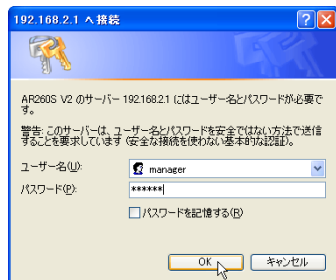 192.168.2.1 へ接続
AR260S V2 のサーバー 192.168.2.1 にはユーザー名とパスワードが必要で
す。
警告: このサーバーは、ユーザー名とパスワードを安全ではない方法で送信
することを要求しています (安全な接続を使わない基本的な認証)。
ユーザー名(U):
manager
パスワード(P):
******
パスワードを記憶する(R)
OK
キャンセル